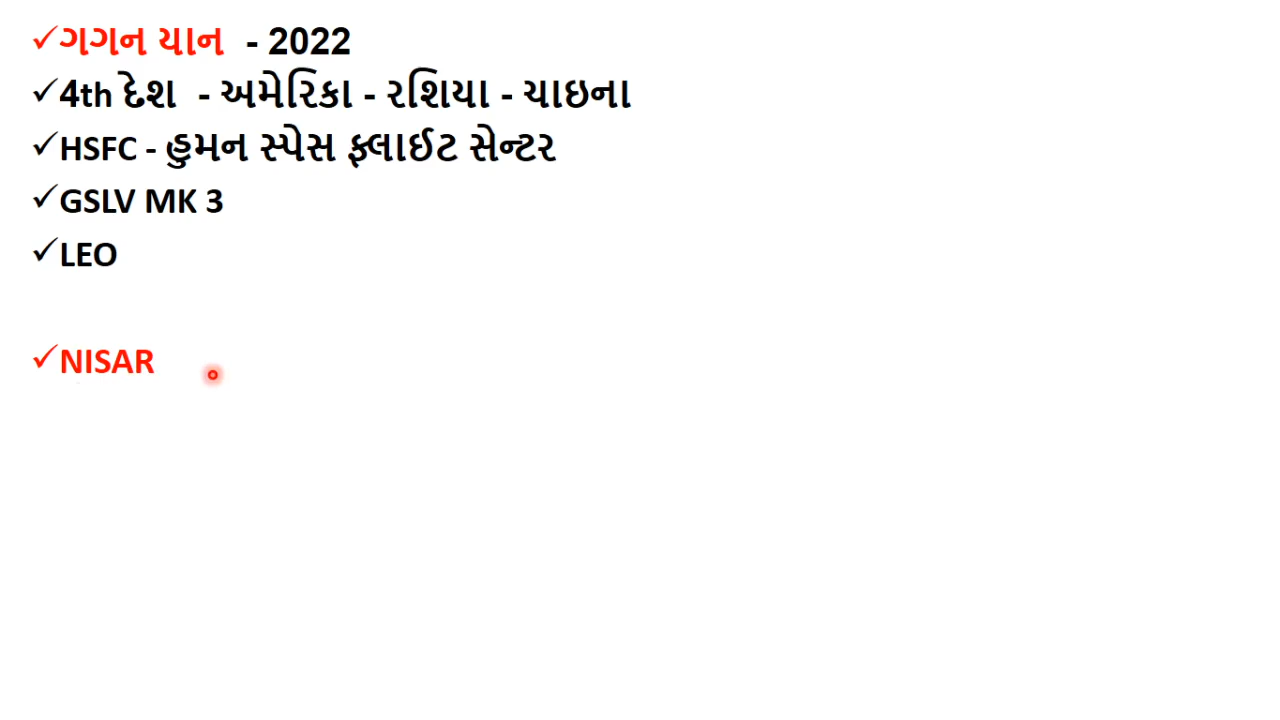 ✓ગગન યાન - 2022
✓4th દેશ - અમેરિકા - રશિયા - ચાઇના
✓HSFC - હુમન સ્પેસ ફ્લાઈટ સેન્ટર
✓GSLV MK 3
✓LEO
✓NISAR